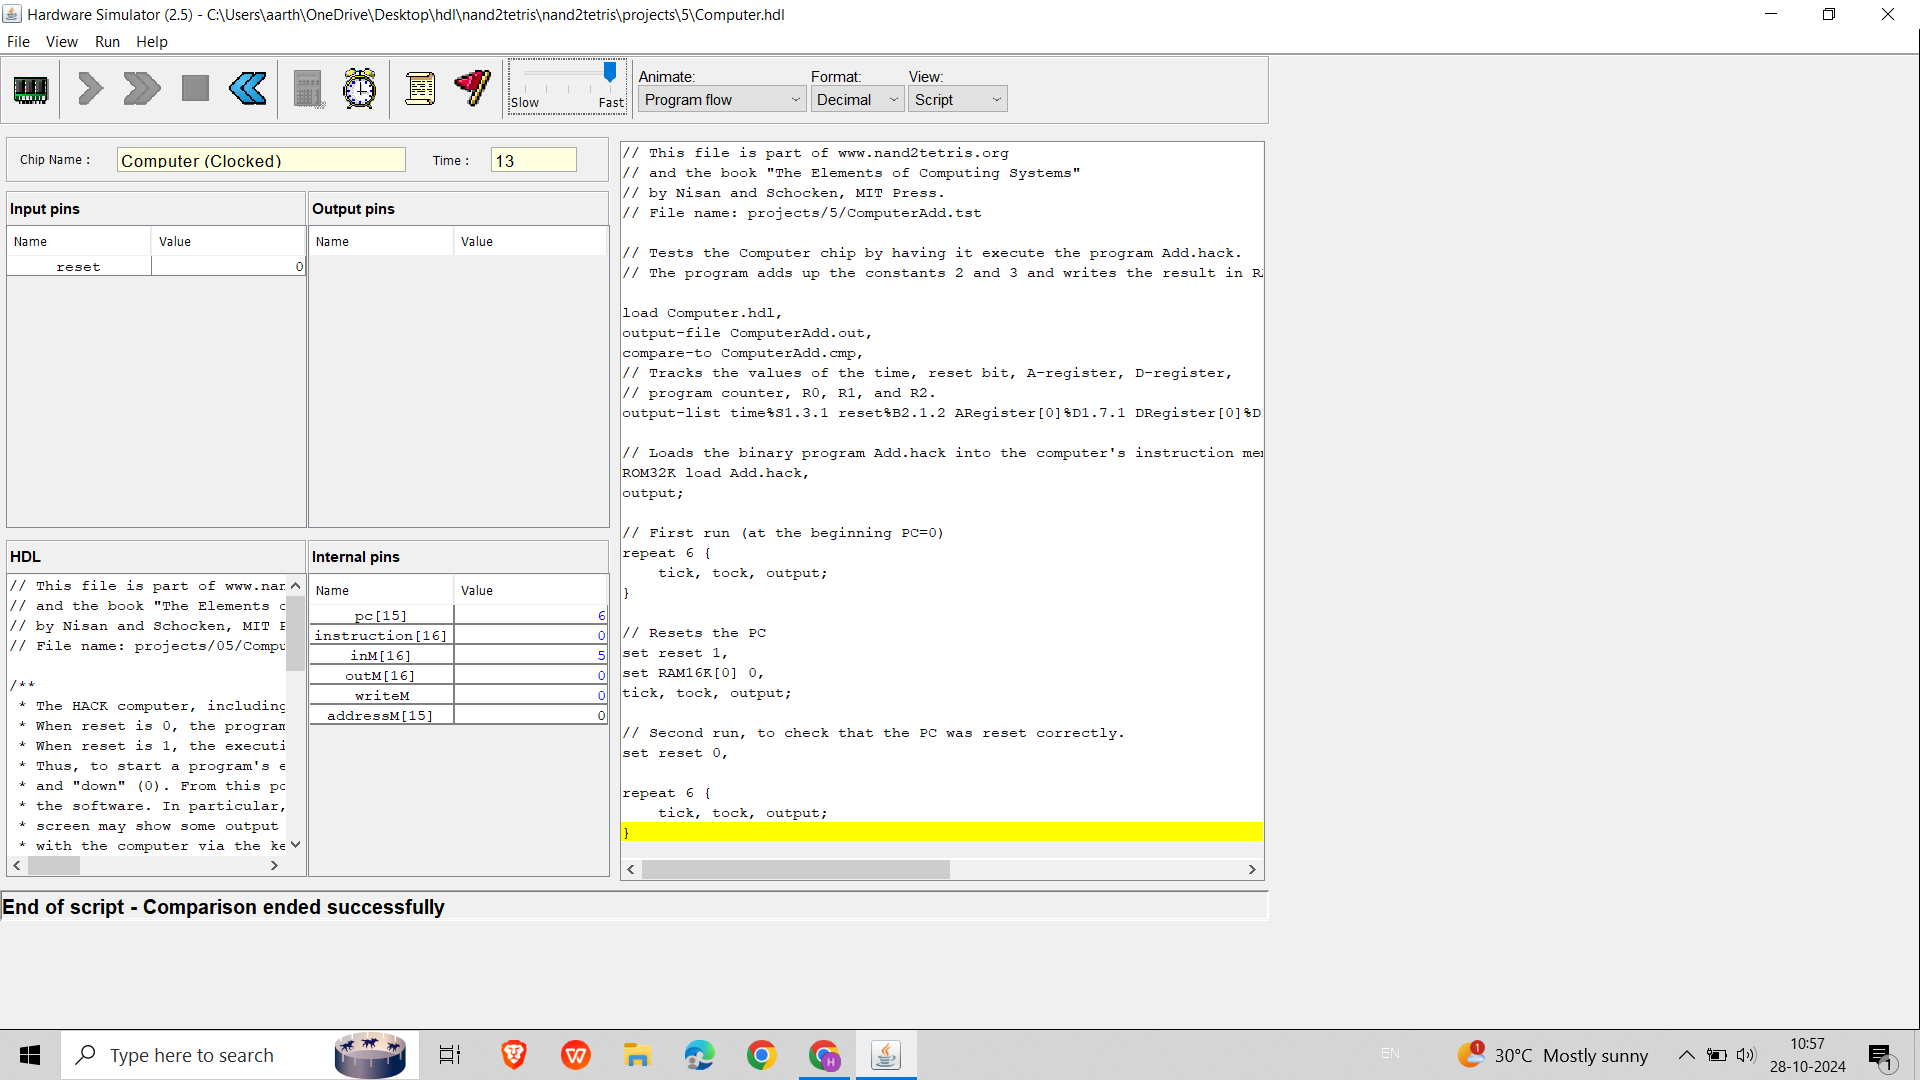 Hardware Simulator (2.5) - C:\Users\aarth\OneDrive\Desktop\hdl\nand2tetris\nand2tetris\projects\5\Computer.hdl
File View Run Help
Slow Fast
Animate: Format: View:
Program flow Decimal Script
Chip Name : Computer (Clocked) Time : 13
Input pins
Name Value
reset 0
Output pins
Name Value
HDL
// This file is part of www.nan
// and the book "The Elements o
// by Nisan and Schocken, MIT P
// File name: projects/05/Compu
/**
* The HACK computer, including
* When reset is 0, the program
* When reset is 1, the executi
* Thus, to start a program's e
* and "down" (0). From this po
* the software. In particular,
* screen may show some output
* with the computer via the ke
Internal pins
Name Value
pc[15] 6
instruction[16] 0
inM[16] 5
outM[16] 0
writeM 0
addressM[15] 0
// This file is part of www.nand2tetris.org
// and the book "The Elements of Computing Systems"
// by Nisan and Schocken, MIT Press.
// File name: projects/5/ComputerAdd.tst
// Tests the Computer chip by having it execute the program Add.hack.
// The program adds up the constants 2 and 3 and writes the result in RA
load Computer.hdl,
output-file ComputerAdd.out,
compare-to ComputerAdd.cmp,
// Tracks the values of the time, reset bit, A-register, D-register,
// program counter, R0, R1, and R2.
output-list time%S1.3.1 reset%B2.1.2 ARegister[0]%D1.7.1 DRegister[0]%D
// Loads the binary program Add.hack into the computer's instruction mem
ROM32K load Add.hack,
output;
// First run (at the beginning PC=0)
repeat 6 {
tick, tock, output;
}
// Resets the PC
set reset 1,
set RAM16K[0] 0,
tick, tock, output;
// Second run, to check that the PC was reset correctly.
set reset 0,
repeat 6 {
tick, tock, output;
}
End of script - Comparison ended successfully
Type here to search
EN
1
30°C Mostly sunny
10:57
28-10-2024
1